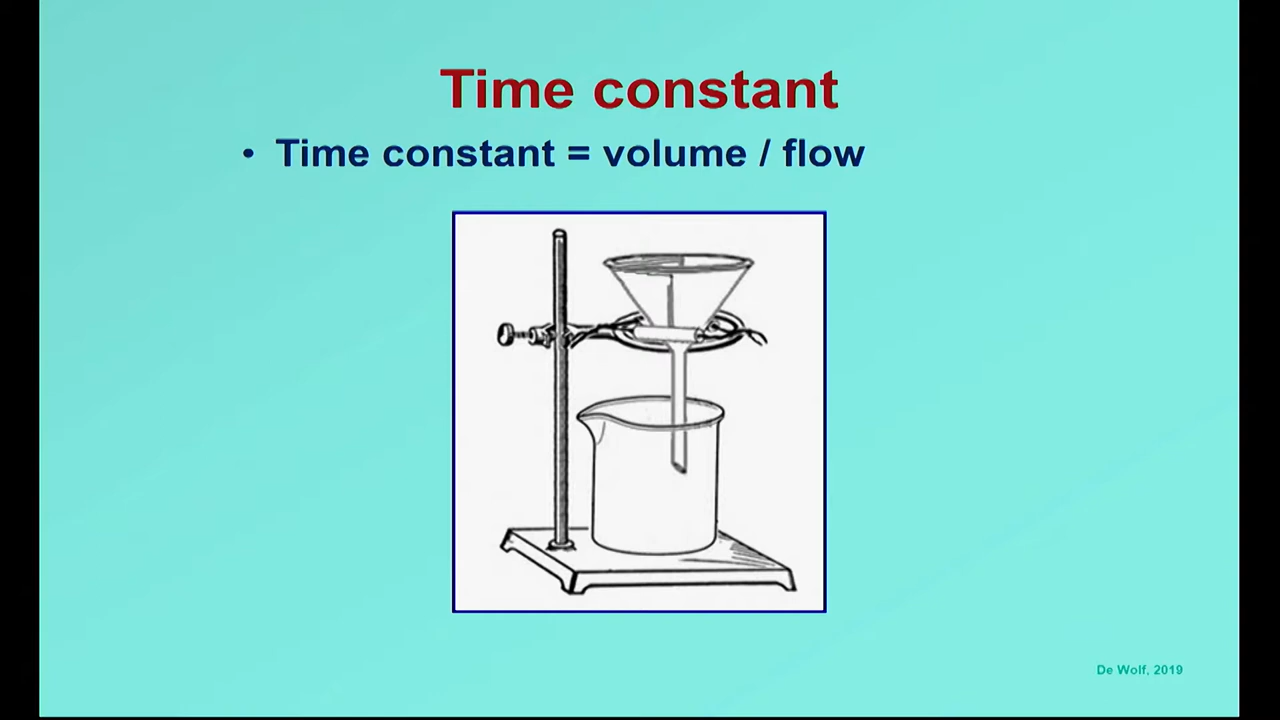 Time constant
• Time constant = volume / flow
De Wolf, 2019